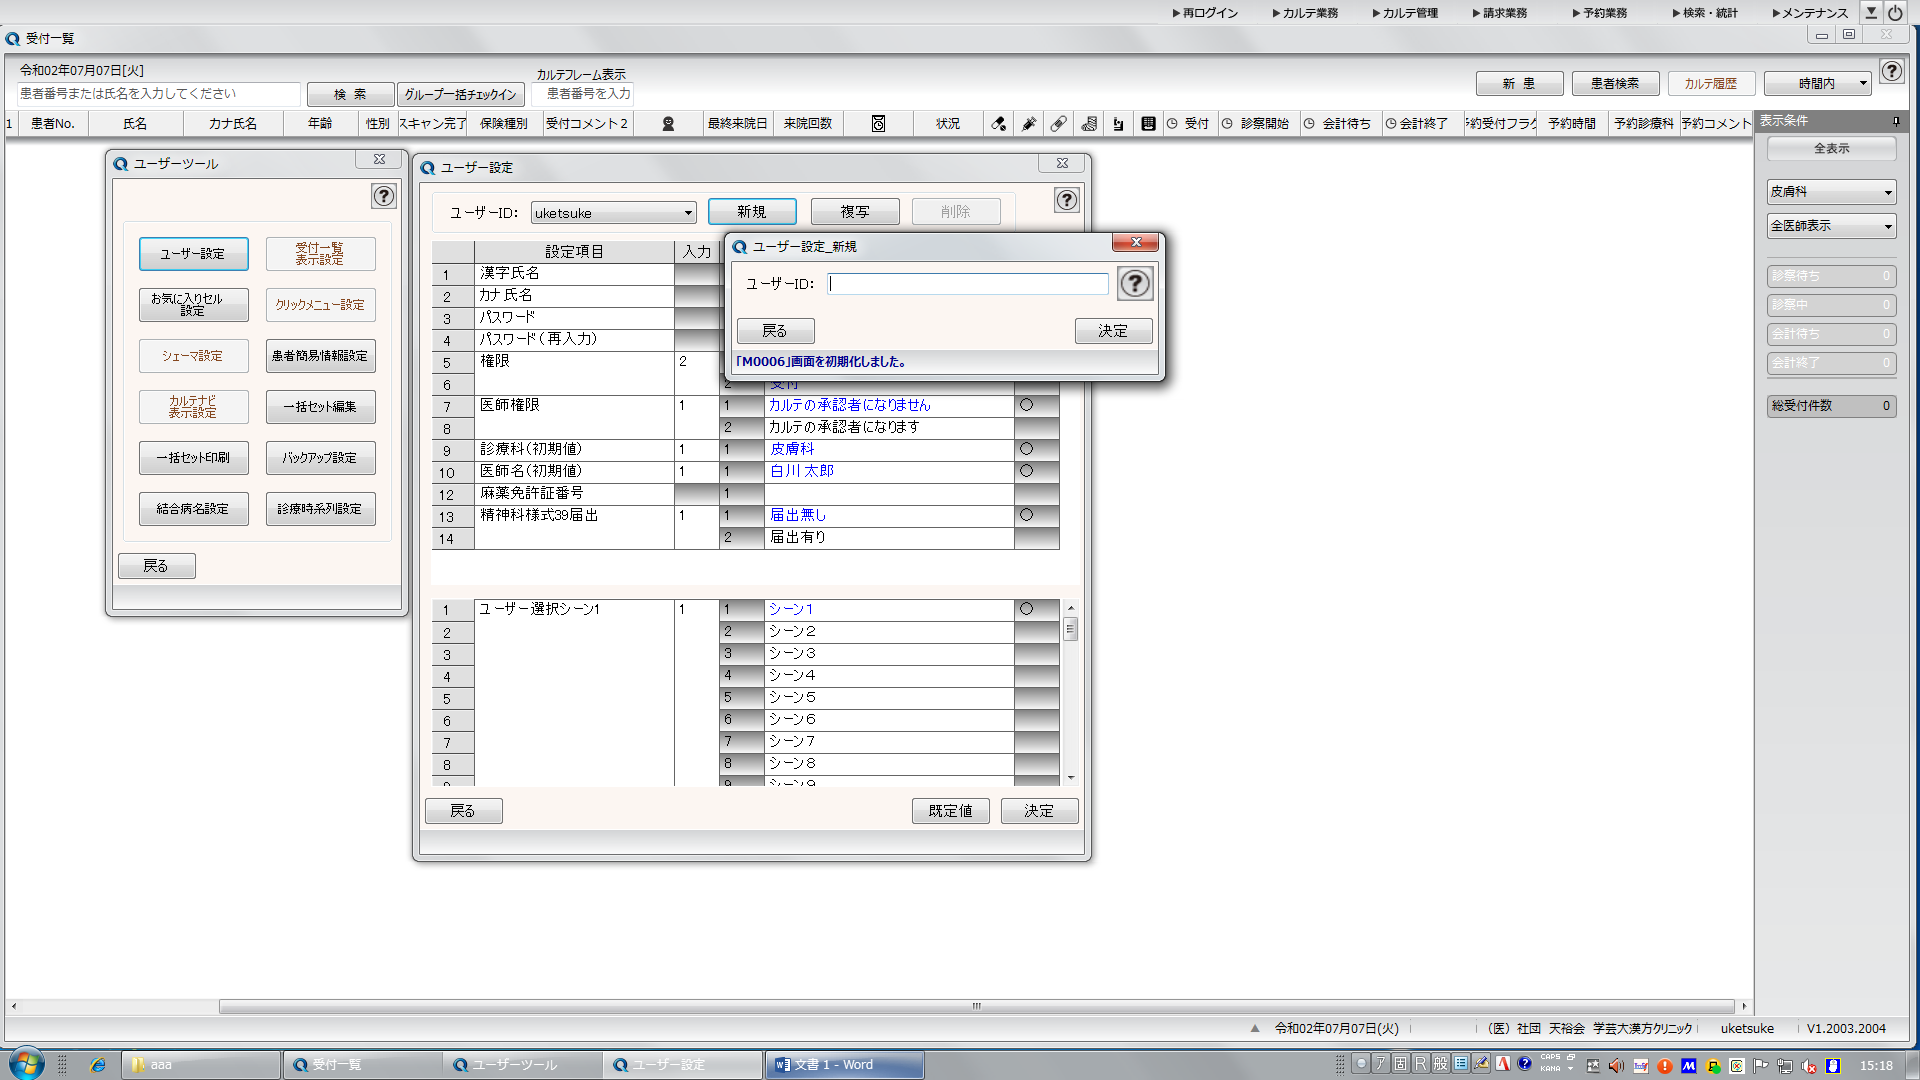 ▶再ログイン ▶カルテ業務 ▶カルテ管理 ▶請求業務 ▶予約業務 ▶検索・統計 ▶メンテナンス
受付一覧
令和02年07月07日[火]
患者番号または氏名を入力してください
検 索
グループ一括チェックイン
カルテフレーム表示
患者番号を入力
新 患
患者検索
カルテ履歴
時間内
1 患者No. 氏名 カナ氏名 年齢 性別 スキャン完了 保険種別 受付コメント2 最終来院日 来院回数 状況 受付 診察開始 会計待ち 会計終了 予約受付フラグ 予約時間 予約診療科 予約コメント
表示条件
全表示
皮膚科
全医師表示
診察待ち 0
診察中 0
会計待ち 0
会計終了 0
総受付件数 0
ユーザーツール
ユーザー設定
受付一覧
表示設定
お気に入りセル
設定
クリックメニュー設定
シェーマ設定
患者簡易情報設定
カルテナビ
表示設定
一括セット編集
一括セット印刷
バックアップ設定
結合病名設定
診療時系列設定
戻る
ユーザー設定
ユーザーID: uketsuke
新規
複写
削除
設定項目 入力
1 漢字氏名
2 カナ氏名
3 パスワード
4 パスワード(再入力)
5 権限 2
6 2 受付
7 医師権限 1 1 カルテの承認者になりません ○
8 2 カルテの承認者になります
9 診療科(初期値) 1 1 皮膚科 ○
10 医師名(初期値) 1 1 白川 太郎 ○
12 麻薬免許証番号 1
13 精神科様式39届出 1 1 届出無し ○
14 2 届出有り
ユーザー設定_新規
ユーザーID:
戻る
決定
「M0006」画面を初期化しました。
1 ユーザー選択シーン1 1 1 シーン1 ○
2 2 シーン2
3 3 シーン3
4 4 シーン4
5 5 シーン5
6 6 シーン6
7 7 シーン7
8 8 シーン8
9 9 シーン9
戻る
既定値
決定
令和02年07月07日(火) (医)社団 天裕会 学芸大漢方クリニック uketsuke V1.2003.2004
aaa
受付一覧
ユーザーツール
ユーザー設定
文書 1 - Word
ア 固 R 般
CAPS
KANA
15:18